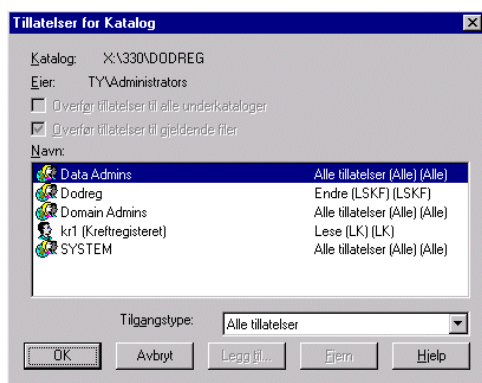 Tillatelser for Katalog
Katalog: X:\330\DODREG
Eier: TY\Administrators
Overfør tillatelser til alle underkataloger
Overfør tillatelser til gjeldende filer
Navn:
Data Admins Alle tillatelser (Alle) (Alle)
Dodreg Endre (LSKF) (LSKF)
Domain Admins Alle tillatelser (Alle) (Alle)
kr1 (Kreftregisteret) Lese (LK) (LK)
SYSTEM Alle tillatelser (Alle) (Alle)
Tilgangstype: Alle tillatelser
OK Avbryt Legg til... Fjern Hjelp